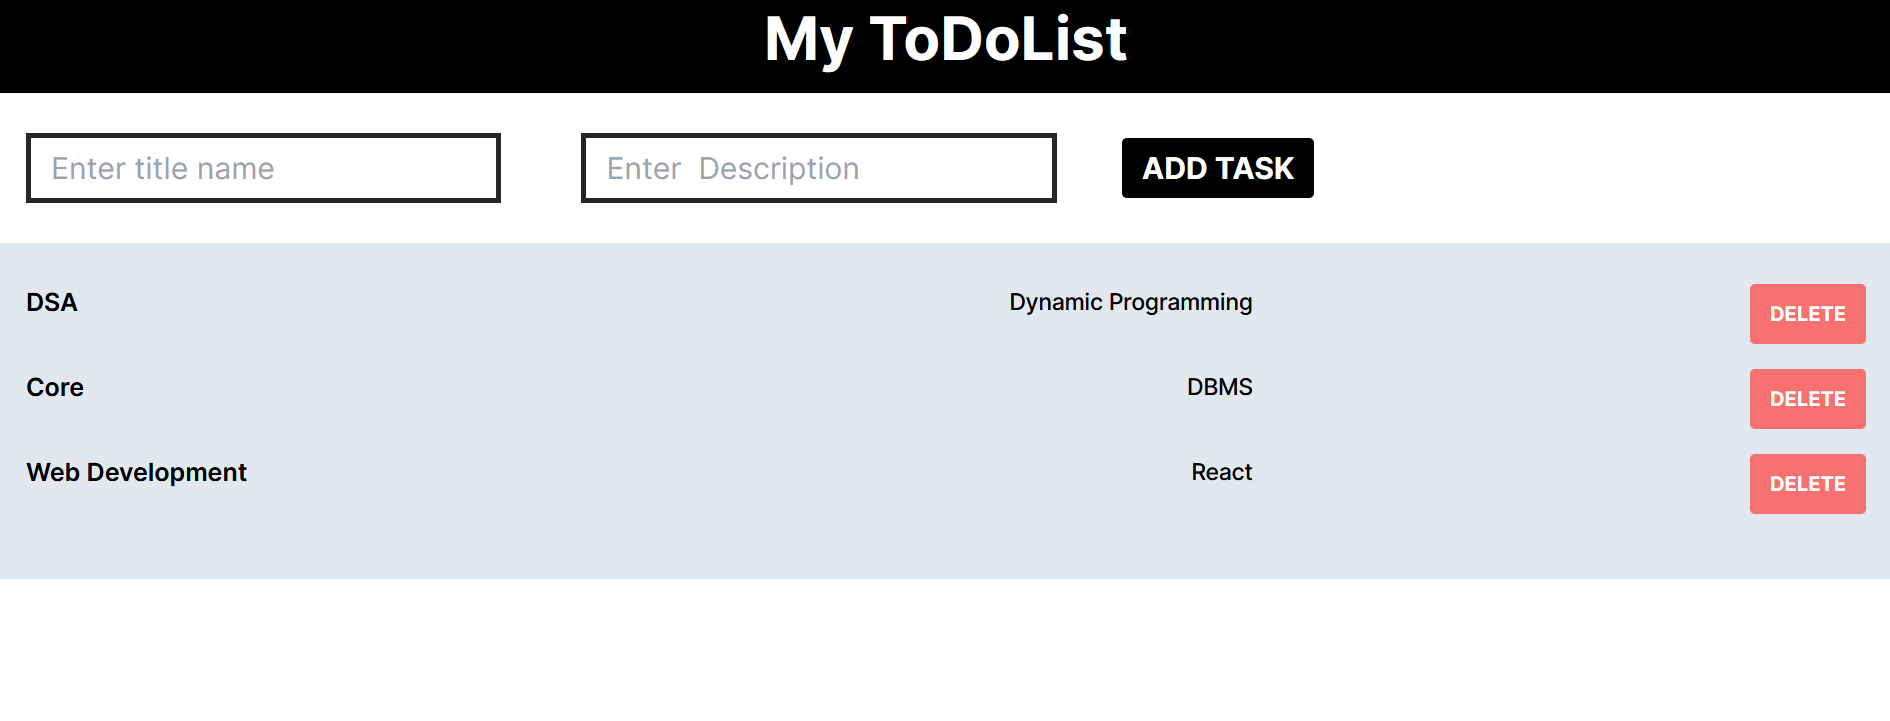 My ToDoList
Enter title name Enter  Description ADD TASK
DSA Dynamic Programming DELETE
Core DBMS DELETE
Web Development React DELETE